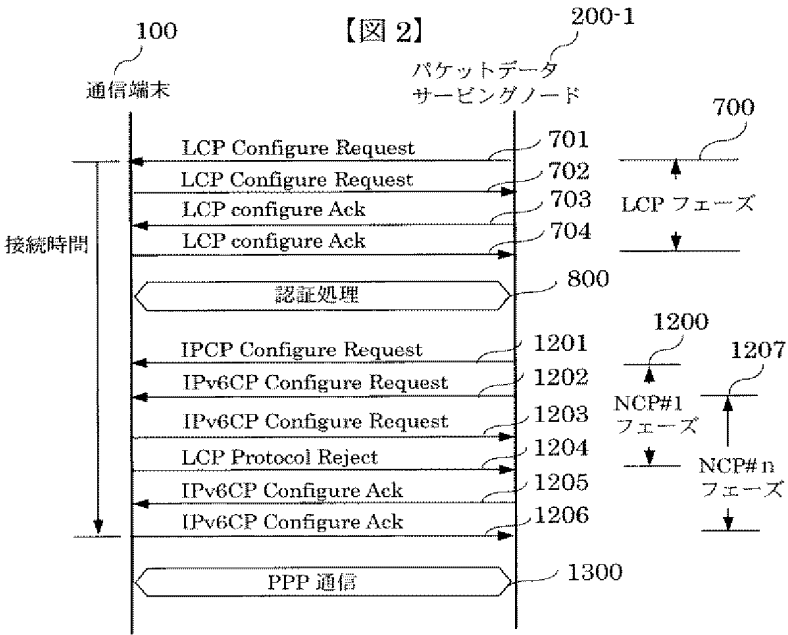 【図 2】
100
200-1
通信端末
パケットデータ
サービングノード
700
LCP Configure Request 701
LCP Configure Request 702
LCP configure Ack 703
LCP フェーズ
LCP configure Ack 704
接続時間
認証処理 800
1200
IPCP Configure Request 1201
1207
IPv6CP Configure Request 1202
NCP#1
フェーズ
IPv6CP Configure Request 1203
LCP Protocol Reject 1204
NCP#n
フェーズ
IPv6CP Configure Ack 1205
IPv6CP Configure Ack 1206
PPP 通信 1300